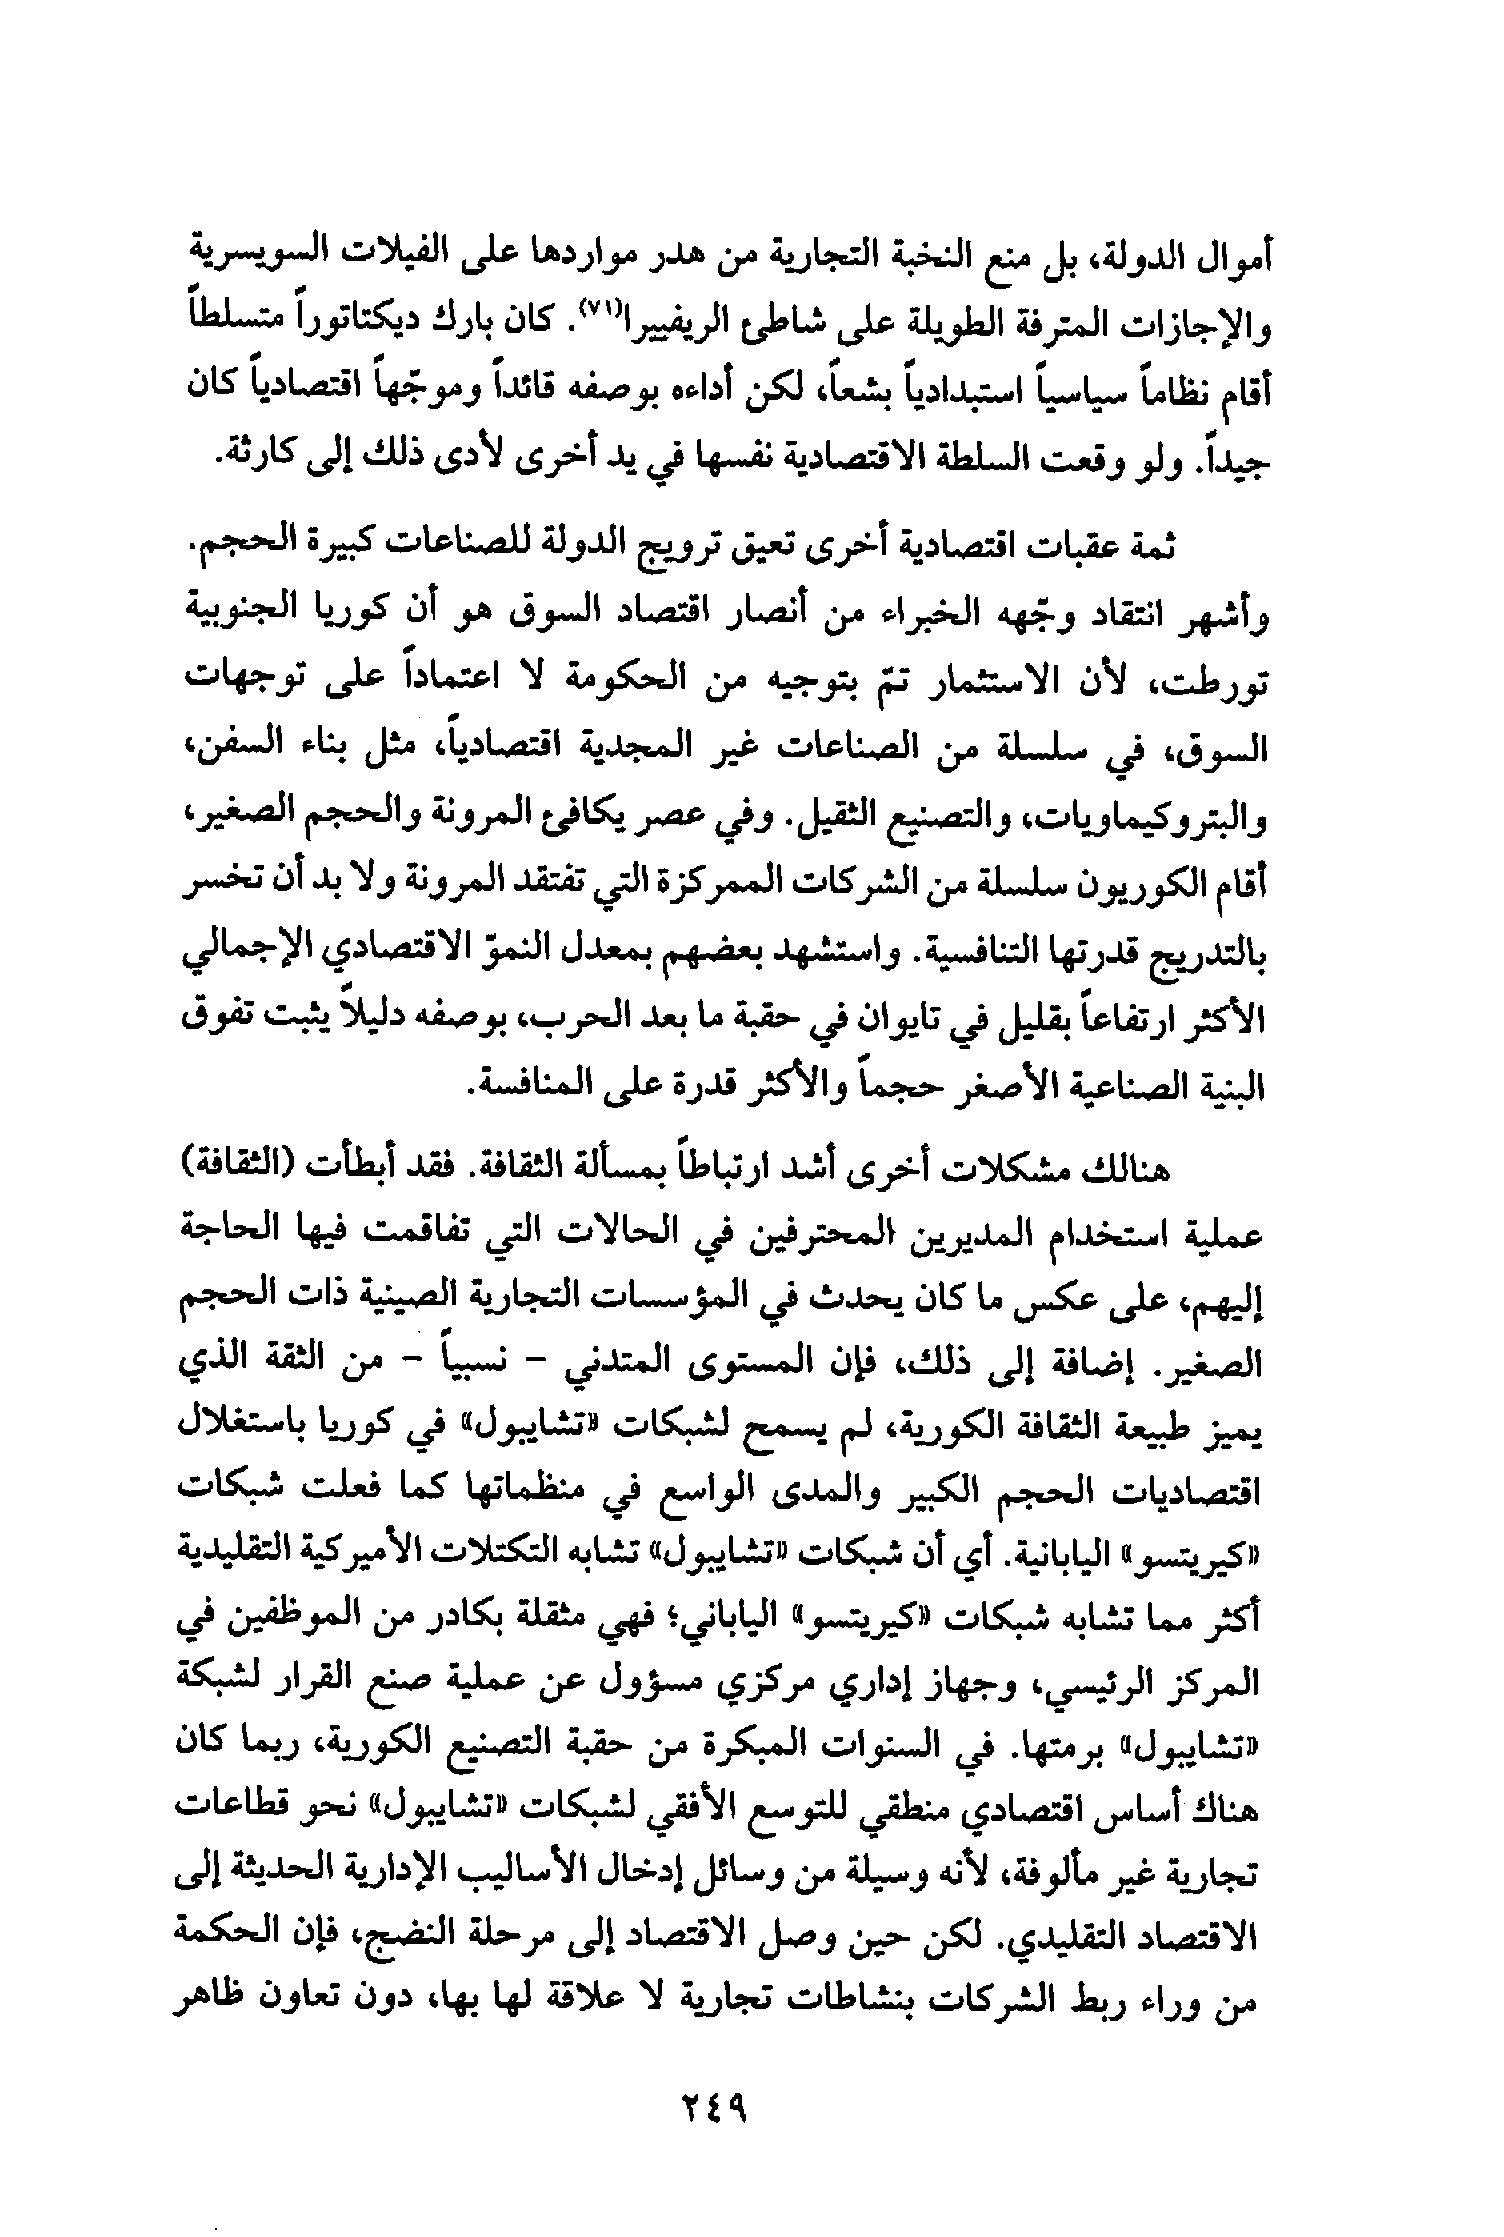 أموال الدولة، بل منع النخبة التجارية من هدر مواردها على الفيلات السويسرية
والإجازات المترفة الطويلة على شاطئ الريفييرا(٧١). كان بارك ديكتاتوراً متسلطاً
أقام نظاماً سياسياً استبدادياً بشعاً، لكن أداءه بوصفه قائداً وموجّهاً اقتصادياً كان
جيداً. ولو وقعت السلطة الاقتصادية نفسها في يد أخرى لأدى ذلك إلى كارثة.
ثمة عقبات اقتصادية أخرى تعيق ترويج الدولة للصناعات كبيرة الحجم.
وأشهر انتقاد وجّهه الخبراء من أنصار اقتصاد السوق هو أن كوريا الجنوبية
تورطت، لأن الاستثمار تمّ بتوجيه من الحكومة لا اعتماداً على توجهات
السوق، في سلسلة من الصناعات غير المجدية اقتصادياً، مثل بناء السفن،
والبتروكيماويات، والتصنيع الثقيل. وفي عصر يكافئ المرونة والحجم الصغير،
أقام الكوريون سلسلة من الشركات الممركزة التي تفتقد المرونة ولا بد أن تخسر
بالتدريج قدرتها التنافسية. واستشهد بعضهم بمعدل النموّ الاقتصادي الإجمالي
الأكثر ارتفاعاً بقليل في تايوان في حقبة ما بعد الحرب، بوصفه دليلاً يثبت تفوق
البنية الصناعية الأصغر حجماً والأكثر قدرة على المنافسة.
هنالك مشكلات أخرى أشد ارتباطاً بمسألة الثقافة. فقد أبطأت (الثقافة)
عملية استخدام المديرين المحترفين في الحالات التي تفاقمت فيها الحاجة
إليهم، على عكس ما كان يحدث في المؤسسات التجارية الصينية ذات الحجم
الصغير. إضافة إلى ذلك، فإن المستوى المتدني - نسبياً - من الثقة الذي
يميز طبيعة الثقافة الكورية، لم يسمح لشبكات «تشايبول» في كوريا باستغلال
اقتصاديات الحجم الكبير والمدى الواسع في منظماتها كما فعلت شبكات
«كيريتسو» اليابانية. أي أن شبكات «تشايبول» تشابه التكتلات الأميركية التقليدية
أكثر مما تشابه شبكات «كيريتسو» الياباني؛ فهي مثقلة بكادر من الموظفين في
المركز الرئيسي، وجهاز إداري مركزي مسؤول عن عملية صنع القرار لشبكة
«تشايبول» برمتها. في السنوات المبكرة من حقبة التصنيع الكورية، ربما كان
هناك أساس اقتصادي منطقي للتوسع الأفقي لشبكات «تشايبول» نحو قطاعات
تجارية غير مألوفة، لأنه وسيلة من وسائل إدخال الأساليب الإدارية الحديثة إلى
الاقتصاد التقليدي. لكن حين وصل الاقتصاد إلى مرحلة النضج، فإن الحكمة
من وراء ربط الشركات بنشاطات تجارية لا علاقة لها بها، دون تعاون ظاهر
٢٤٩